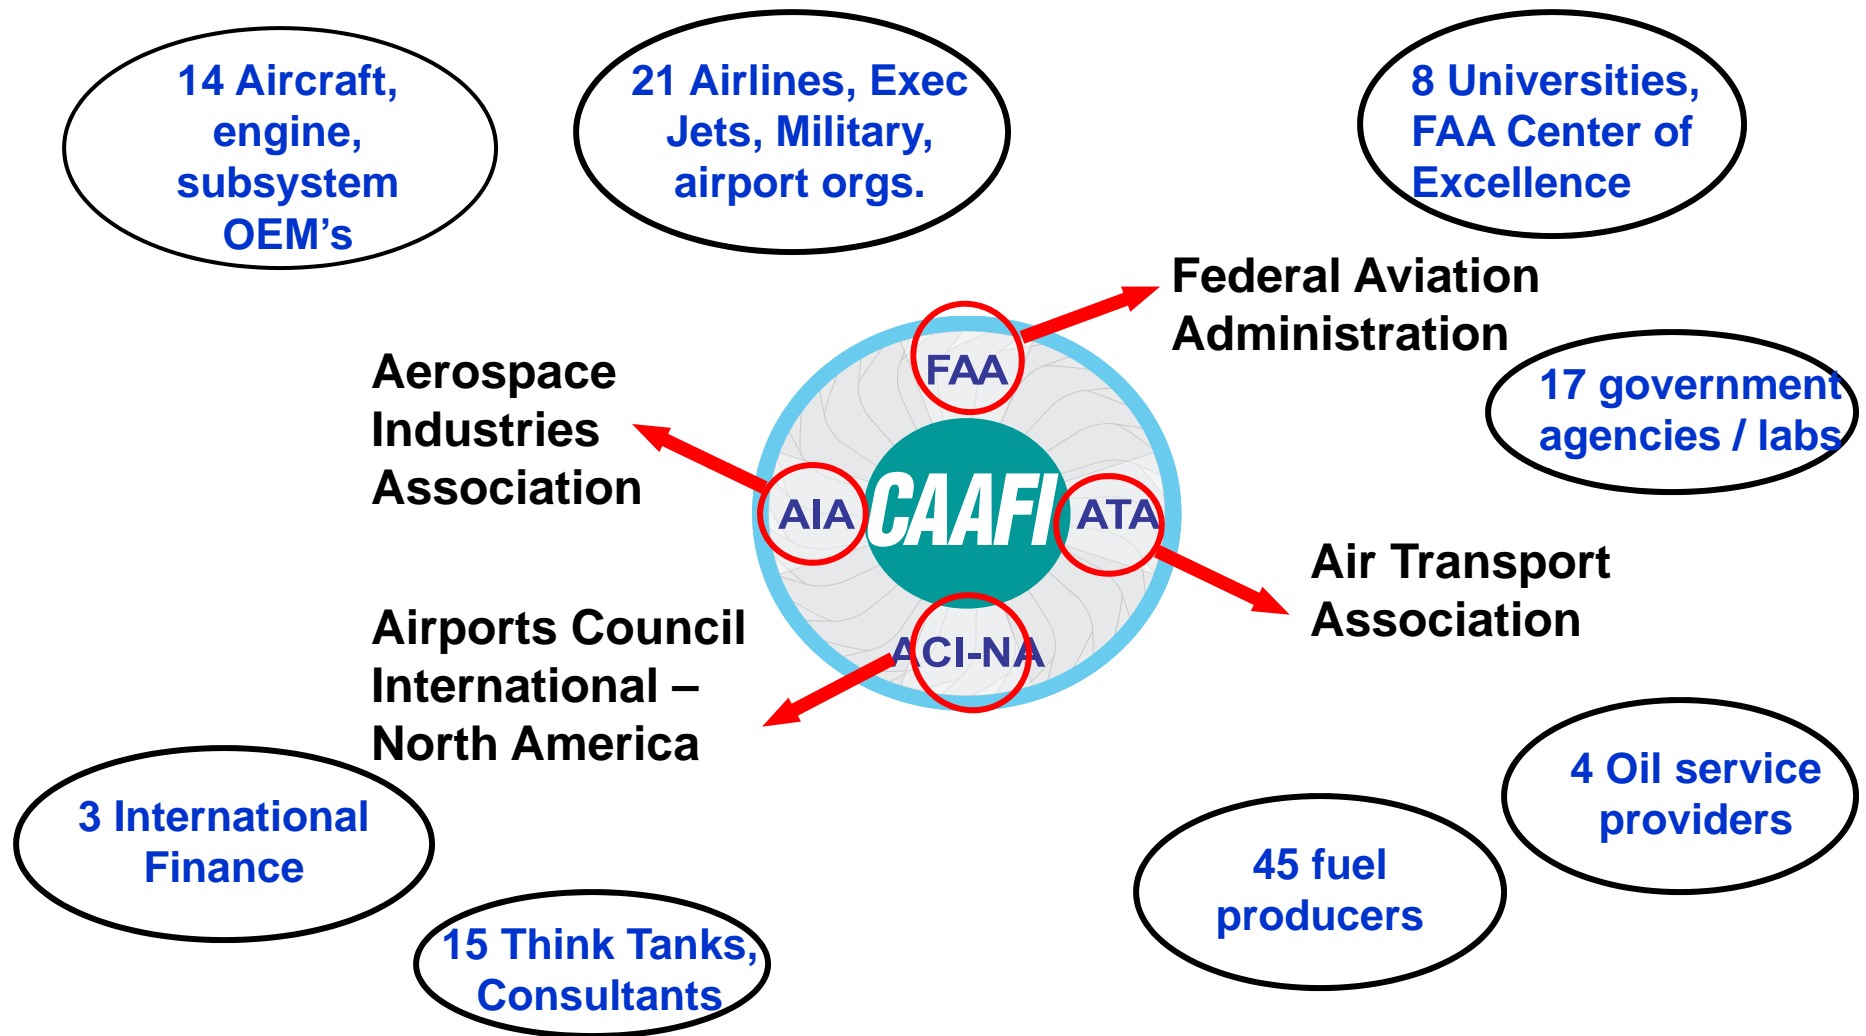 14 Aircraft,
engine,
subsystem
OEM’s
21 Airlines, Exec
Jets, Military,
airport orgs.
8 Universities,
FAA Center of
Excellence
Federal Aviation
Administration
17 government
agencies / labs
Aerospace
Industries
Association
FAA
AIA
CAAFI
ATA
ACI-NA
Air Transport
Association
Airports Council
International –
North America
4 Oil service
providers
3 International
Finance
45 fuel
producers
15 Think Tanks,
Consultants